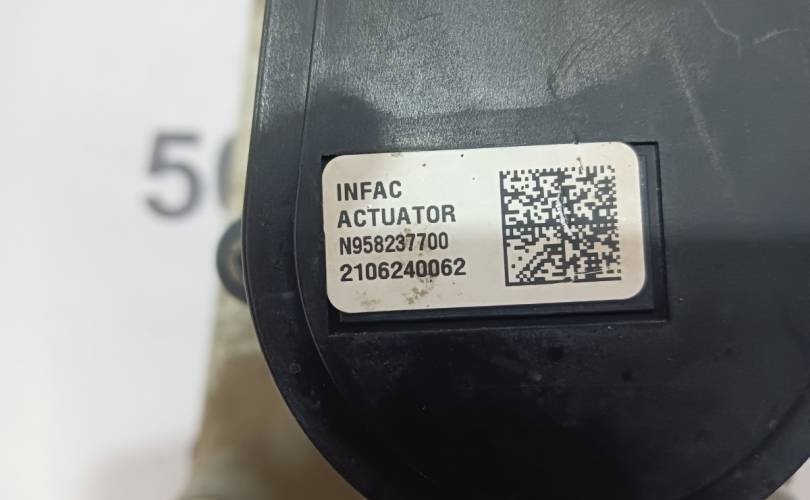 INFAC
ACTUATOR
N958237700
2106240062